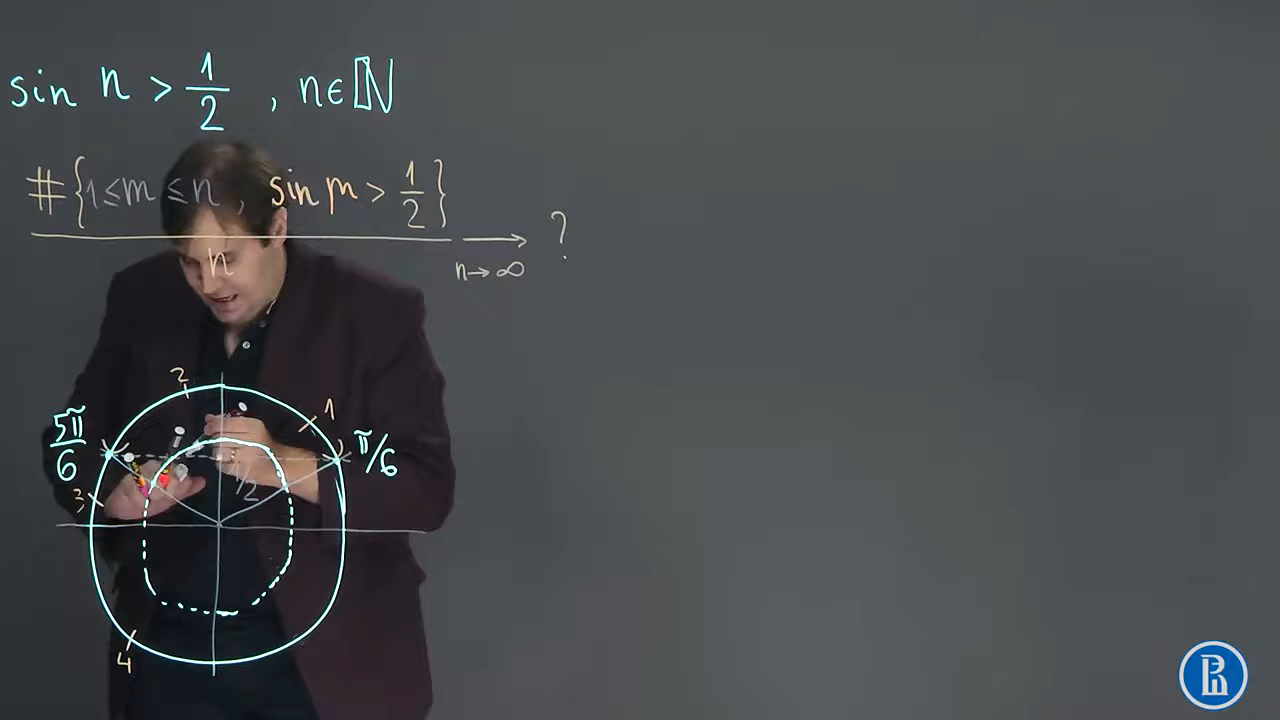 sin n > 1/2 , n∈ℕ
#{1≤m≤n, sin m > 1/2}
n
⟶ ?
n→∞
2
1
5π/6
π/6
1/2
3
4